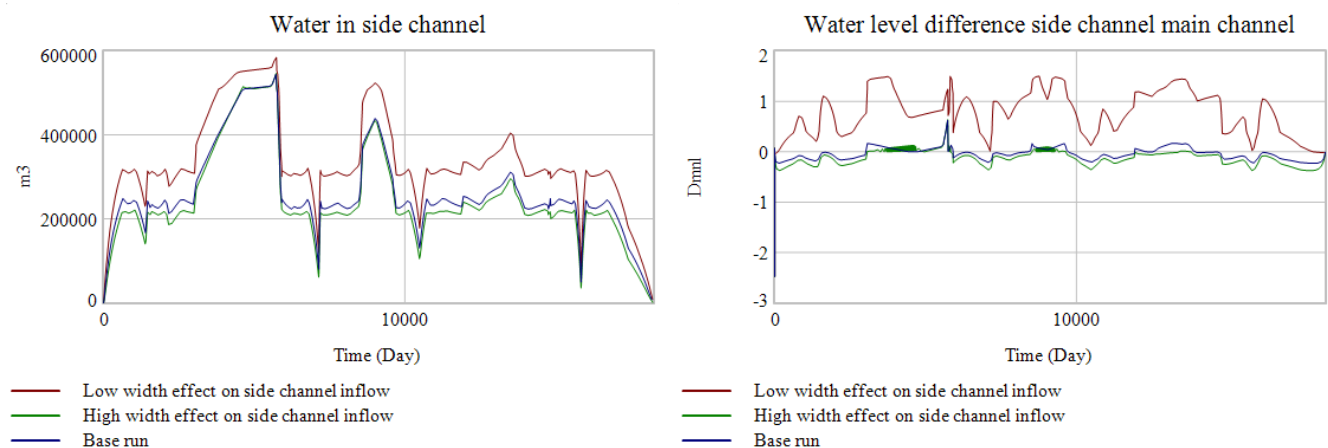 Water in side channel
600000
400000
200000
0
m3
0
10000
Time (Day)
Low width effect on side channel inflow
High width effect on side channel inflow
Base run
Water level difference side channel main channel
2
1
0
-1
-2
-3
Dmnl
0
10000
Time (Day)
Low width effect on side channel inflow
High width effect on side channel inflow
Base run